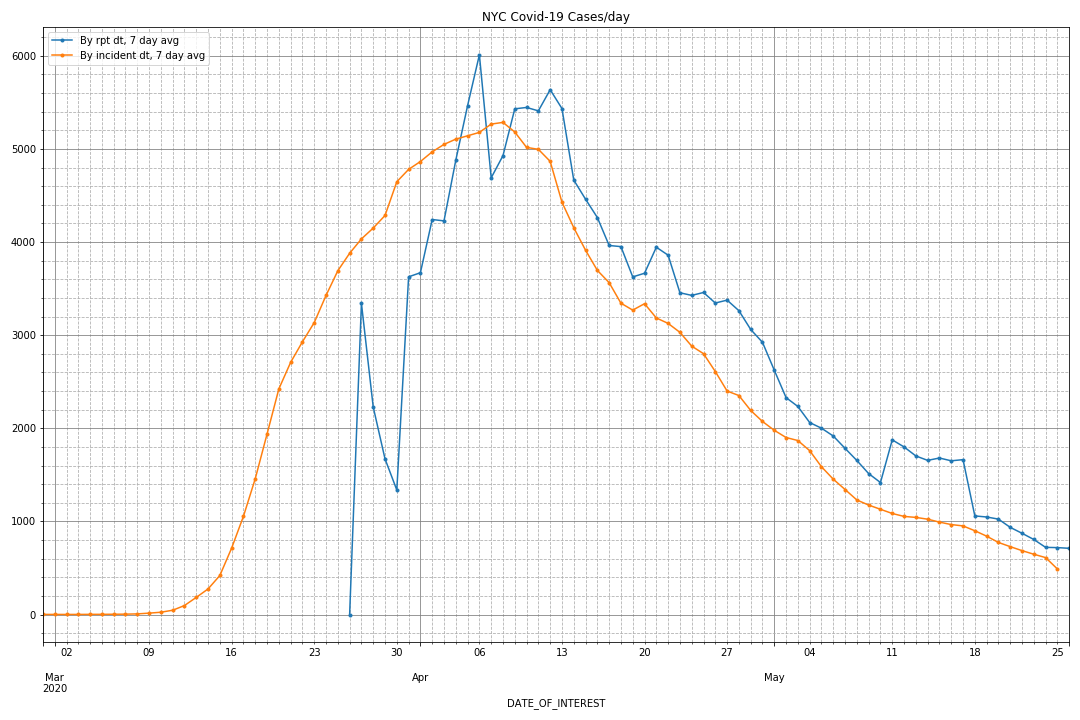 NYC Covid-19 Cases/day
By rpt dt, 7 day avg
By incident dt, 7 day avg
6000
5000
4000
3000
2000
1000
0
02 09 16 23 30 06 13 20 27 04 11 18 25
Mar Apr May
2020
DATE_OF_INTEREST